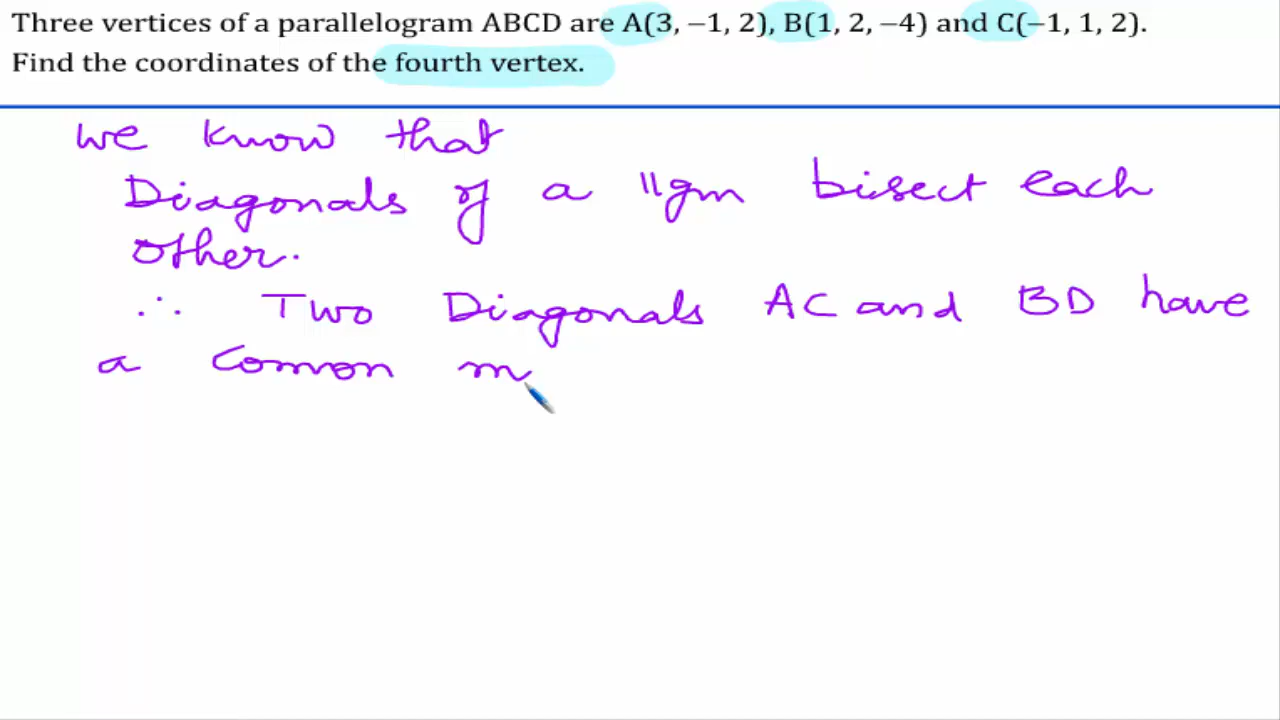 Three vertices of a parallelogram ABCD are A(3, −1, 2), B(1, 2, −4) and C(−1, 1, 2).
Find the coordinates of the fourth vertex.
We know that
Diagonals of a ||gm bisect each
other.
∴ Two Diagonals AC and BD have
a common m